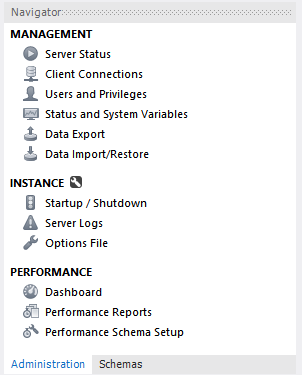 Navigator
MANAGEMENT
Server Status
Client Connections
Users and Privileges
Status and System Variables
Data Export
Data Import/Restore
INSTANCE
Startup / Shutdown
Server Logs
Options File
PERFORMANCE
Dashboard
Performance Reports
Performance Schema Setup
Administration Schemas